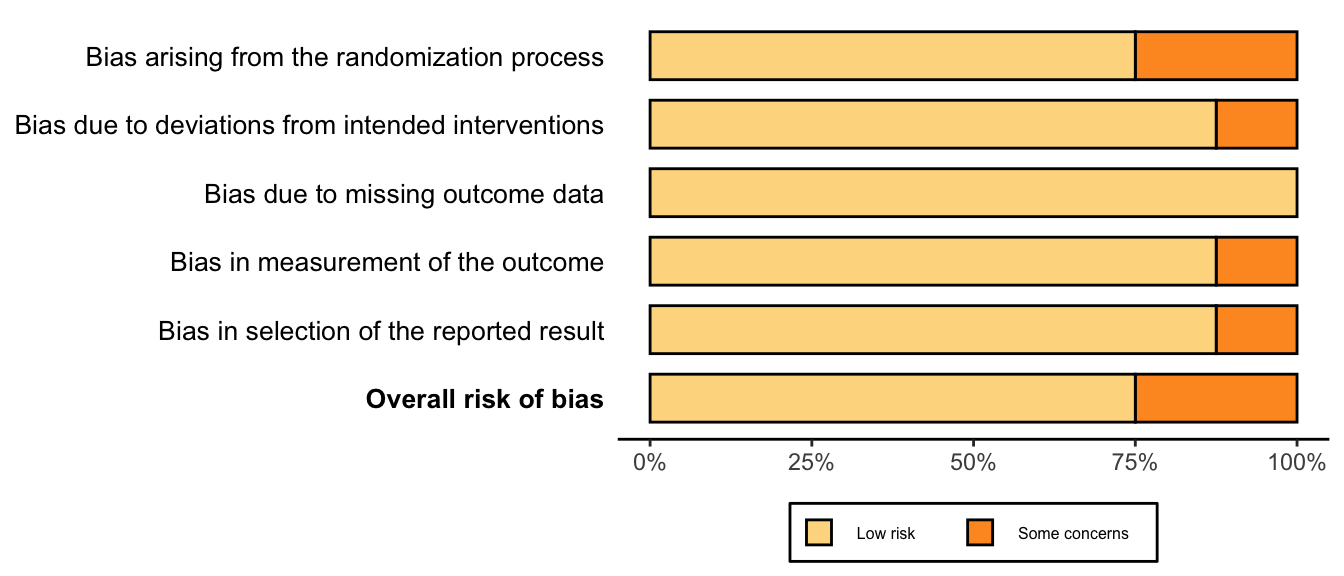 Bias arising from the randomization process
Bias due to deviations from intended interventions
Bias due to missing outcome data
Bias in measurement of the outcome
Bias in selection of the reported result
Overall risk of bias
0% 25% 50% 75% 100%
Low risk Some concerns